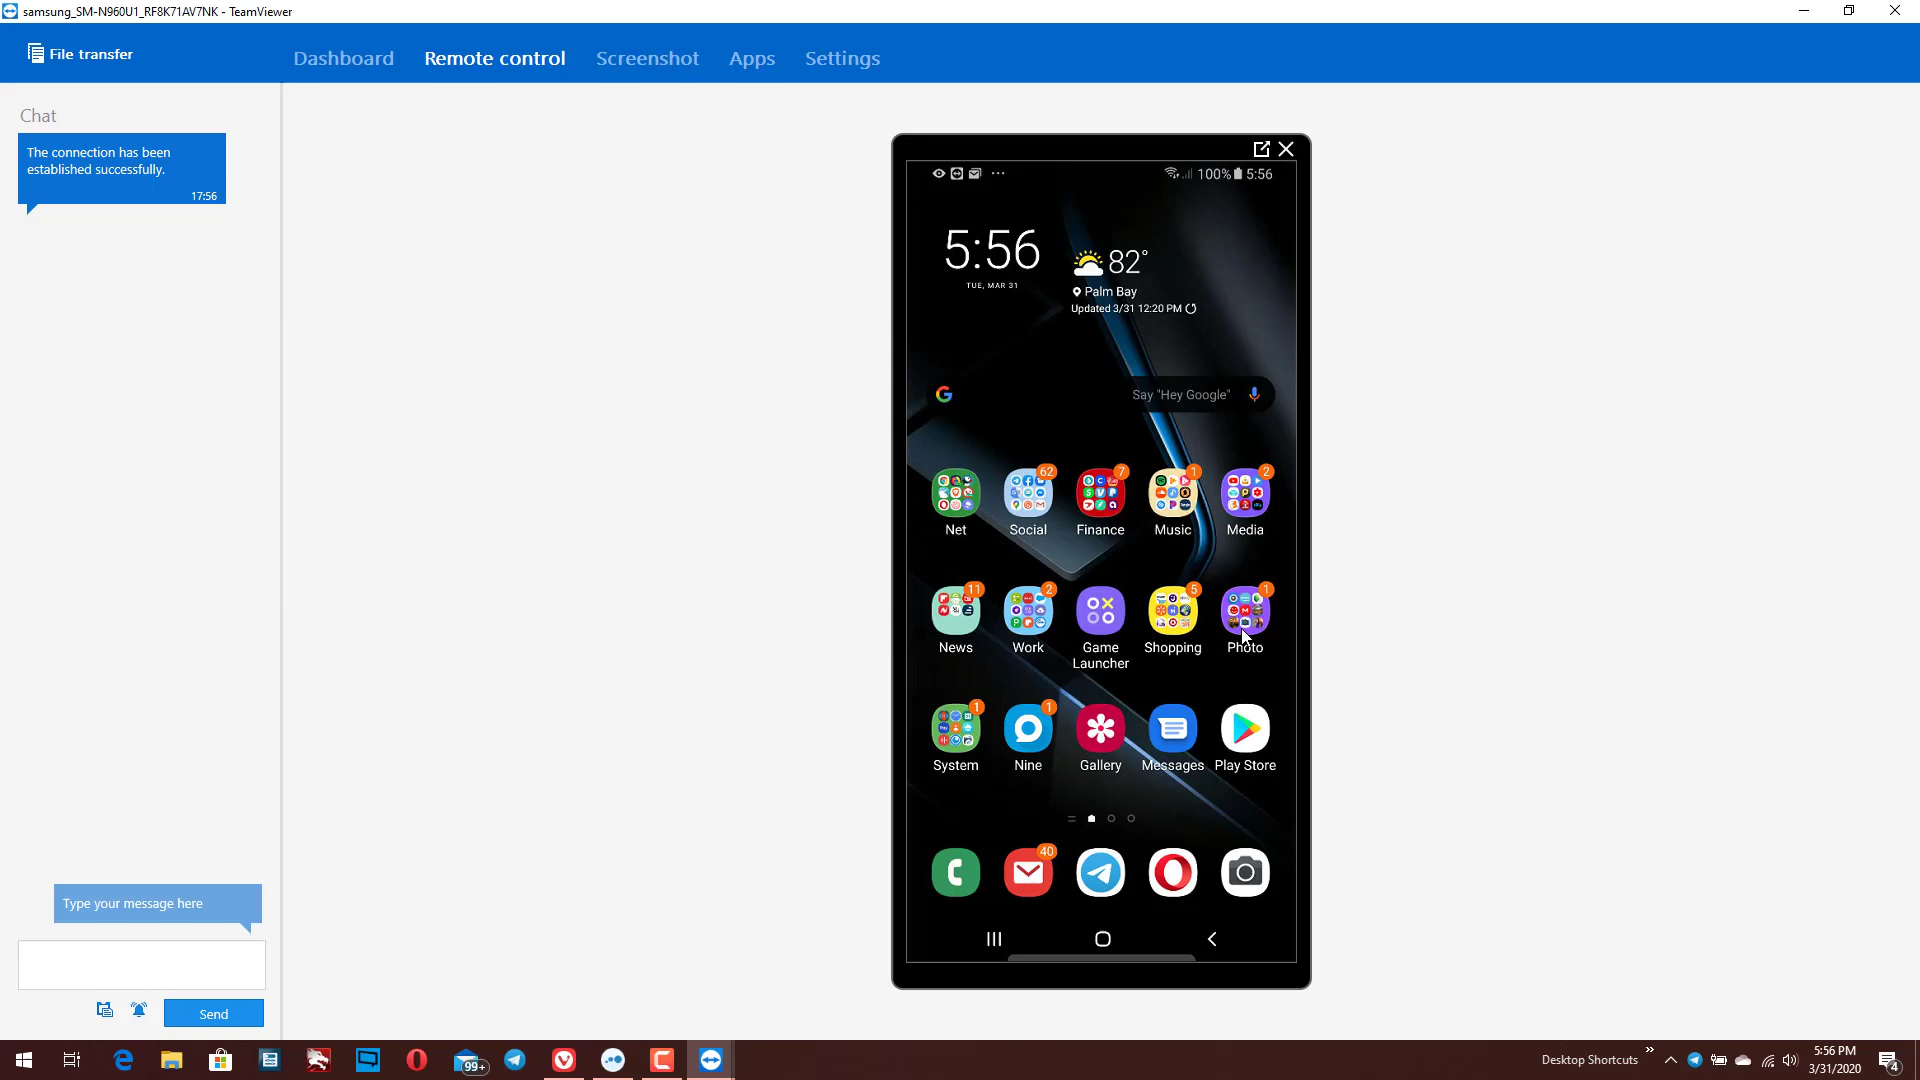 samsung_SM-N960U1_RF8K71AV7NK - TeamViewer
File transfer
Dashboard
Remote control
Screenshot
Apps
Settings
Chat
The connection has been
established successfully.
17:56
100% 5:56
5:56
TUE, MAR 31
82°
Palm Bay
Updated 3/31 12:20 PM
Say "Hey Google"
62
7
1
2
Net
Social
Finance
Music
Media
11
2
5
1
News
Work
Game
Launcher
Shopping
Photo
1
1
System
Nine
Gallery
Messages
Play Store
40
Type your message here
Send
99+
Desktop Shortcuts
5:56 PM
3/31/2020
4